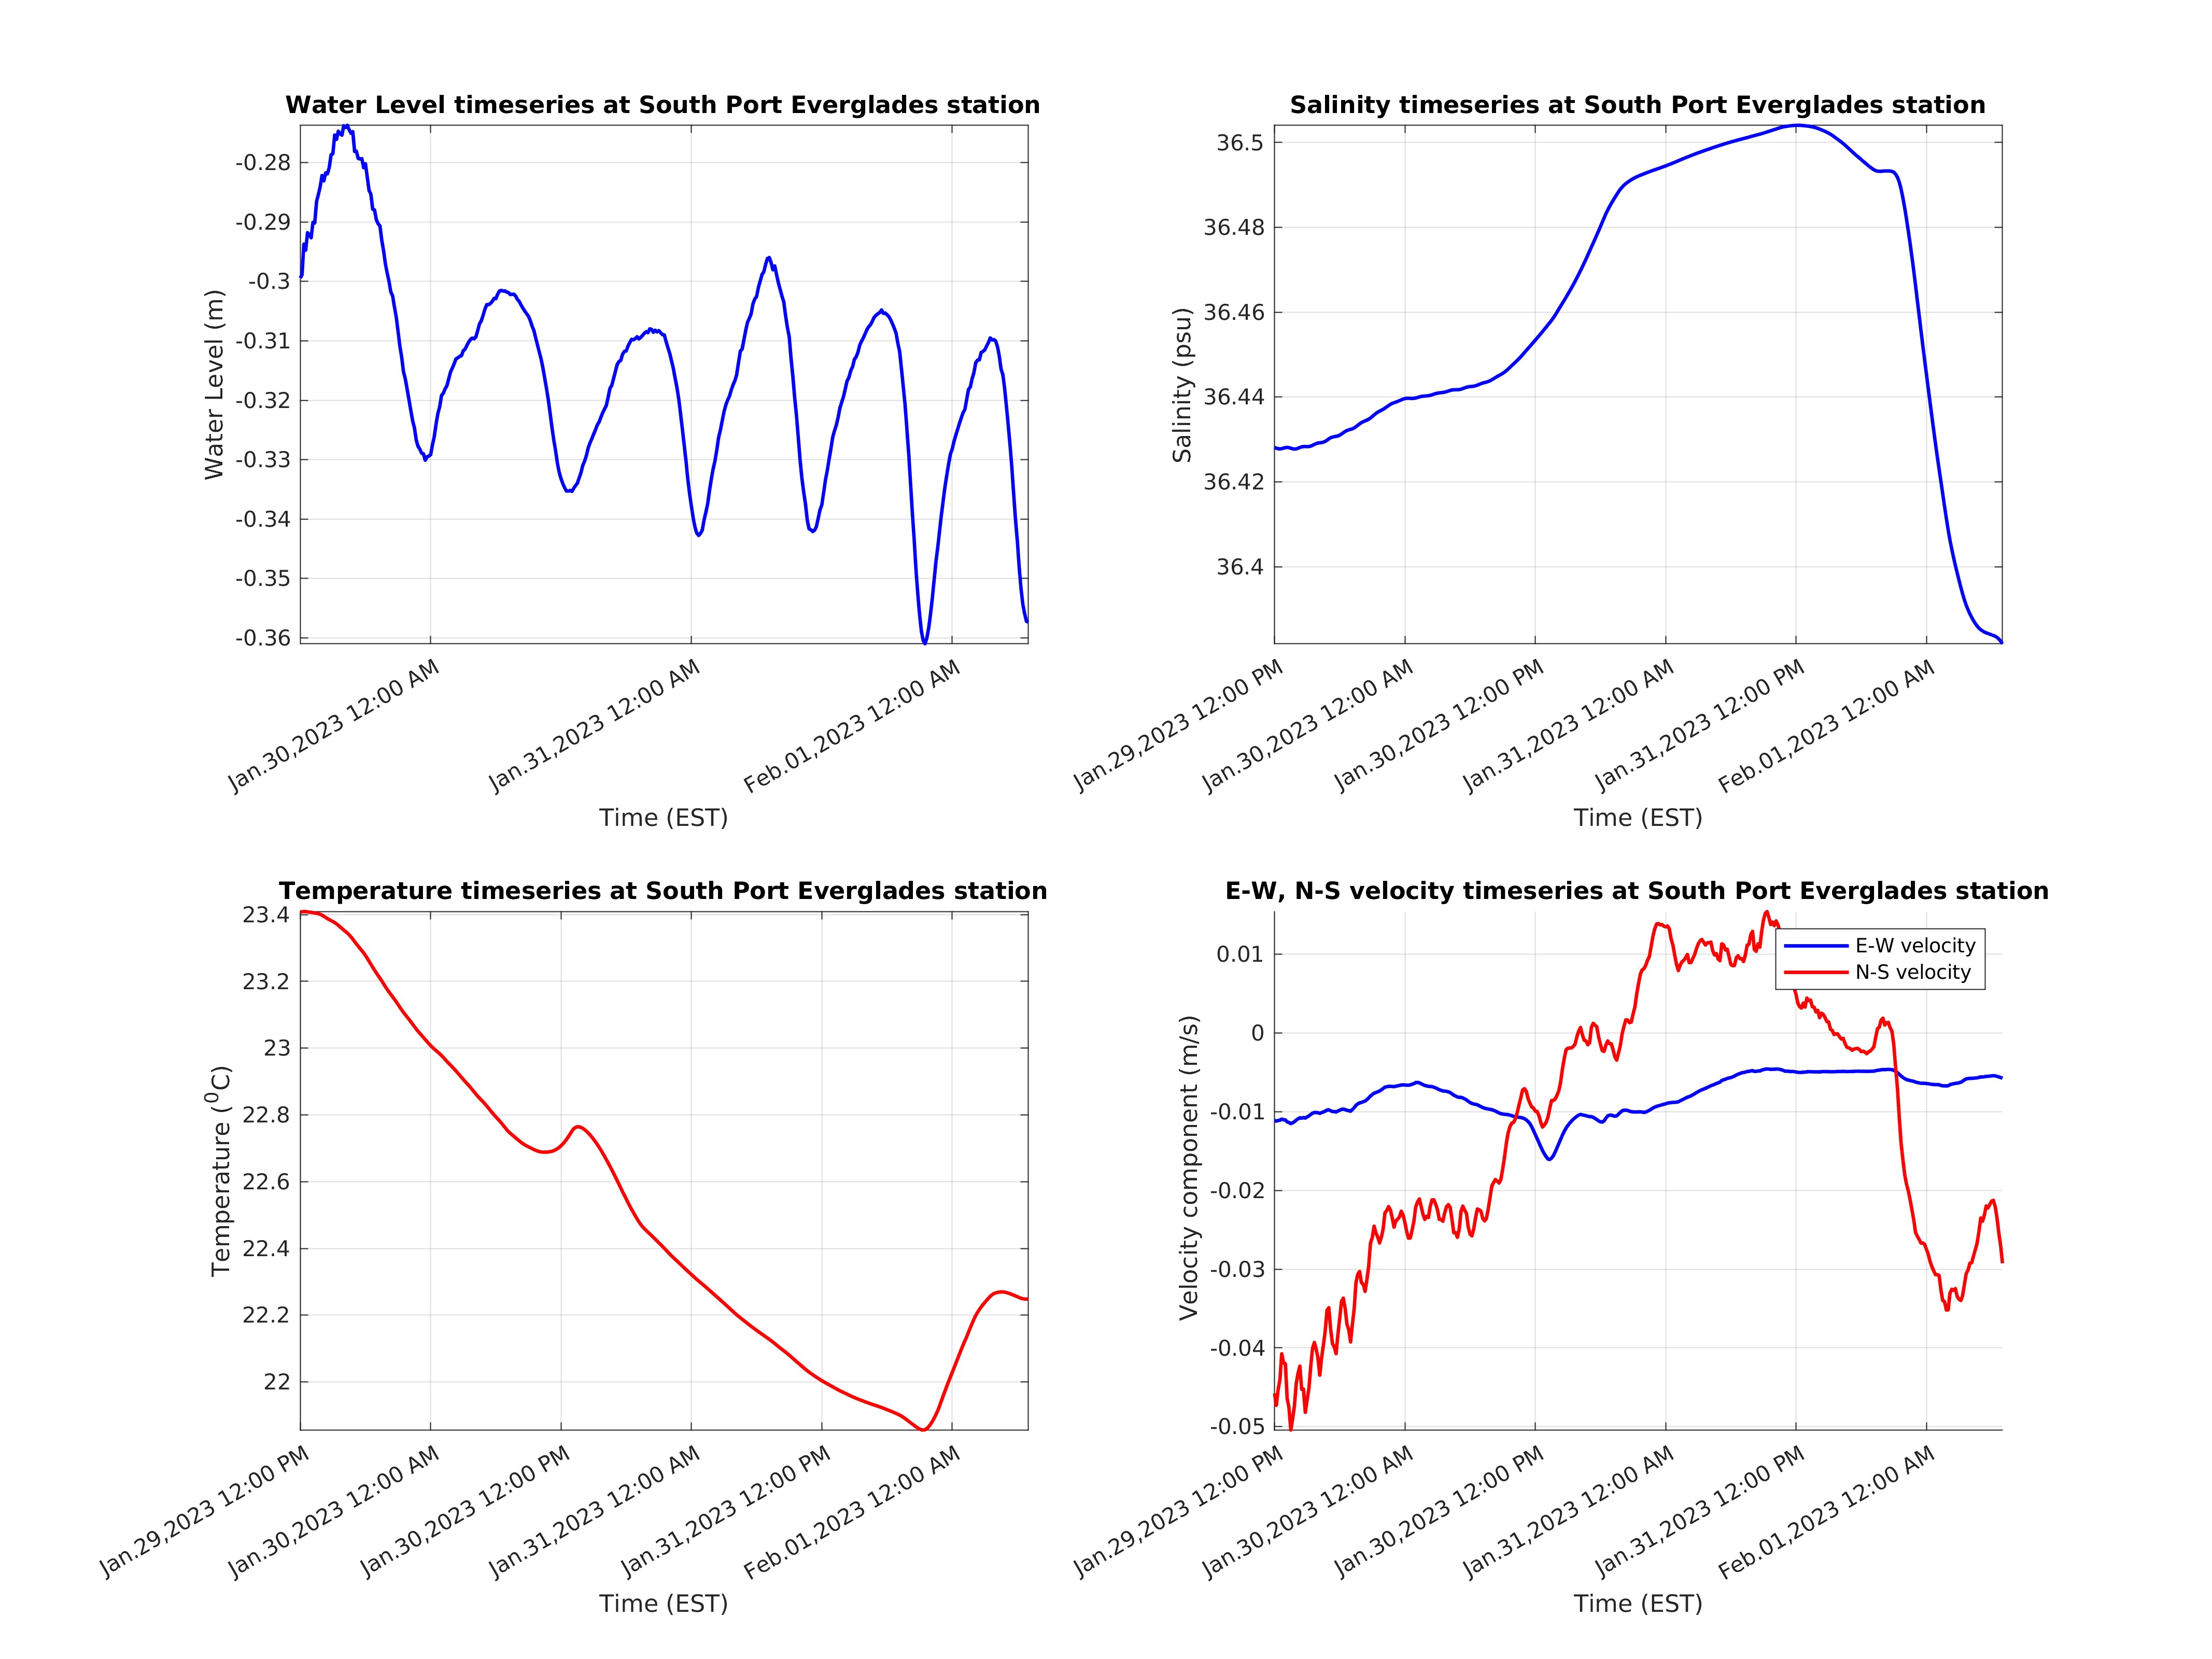 Water Level timeseries at South Port Everglades station
Water Level (m)
-0.28
-0.29
-0.3
-0.31
-0.32
-0.33
-0.34
-0.35
-0.36
Jan.30,2023 12:00 AM
Jan.31,2023 12:00 AM
Feb.01,2023 12:00 AM
Time (EST)
Salinity timeseries at South Port Everglades station
Salinity (psu)
36.5
36.48
36.46
36.44
36.42
36.4
Jan.29,2023 12:00 PM
Jan.30,2023 12:00 AM
Jan.30,2023 12:00 PM
Jan.31,2023 12:00 AM
Jan.31,2023 12:00 PM
Feb.01,2023 12:00 AM
Time (EST)
Temperature timeseries at South Port Everglades station
Temperature (⁰C)
23.4
23.2
23
22.8
22.6
22.4
22.2
22
Jan.29,2023 12:00 PM
Jan.30,2023 12:00 AM
Jan.30,2023 12:00 PM
Jan.31,2023 12:00 AM
Jan.31,2023 12:00 PM
Feb.01,2023 12:00 AM
Time (EST)
E-W, N-S velocity timeseries at South Port Everglades station
Velocity component (m/s)
0.01
0
-0.01
-0.02
-0.03
-0.04
-0.05
E-W velocity
N-S velocity
Jan.29,2023 12:00 PM
Jan.30,2023 12:00 AM
Jan.30,2023 12:00 PM
Jan.31,2023 12:00 AM
Jan.31,2023 12:00 PM
Feb.01,2023 12:00 AM
Time (EST)